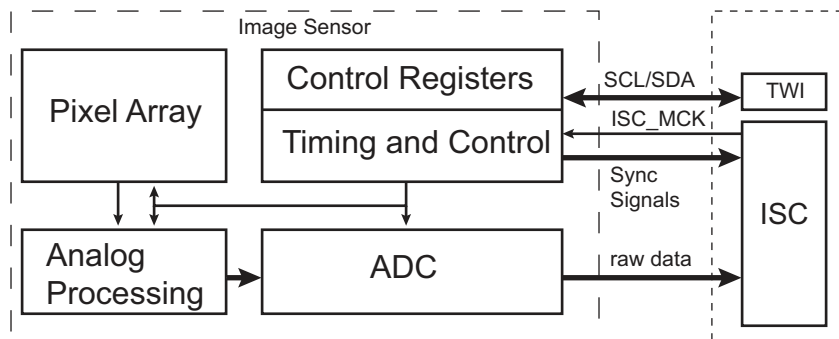 Image Sensor
Pixel Array
Control Registers
Timing and Control
SCL/SDA
TWI
ISC_MCK
Sync
Signals
ISC
Analog
Processing
ADC
raw data